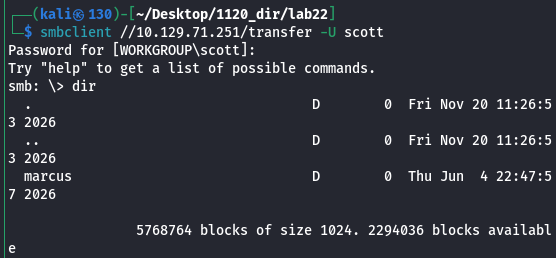 ┌──(kali㉿130)-[~/Desktop/1120_dir/lab22]
└─$ smbclient //10.129.71.251/transfer -U scott
Password for [WORKGROUP\scott]:
Try "help" to get a list of possible commands.
smb: \> dir
  .                                   D        0  Fri Nov 20 11:26:5
3 2026
  ..                                  D        0  Fri Nov 20 11:26:5
3 2026
  marcus                              D        0  Thu Jun  4 22:47:5
7 2026
                5768764 blocks of size 1024. 2294036 blocks availabl
e